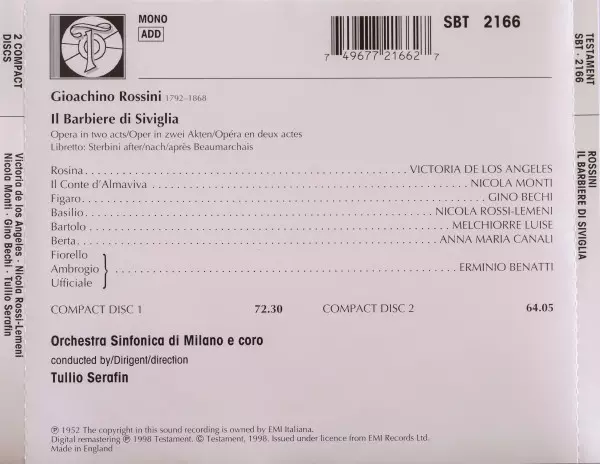 MONO
ADD
SBT 2166
7 49677 21662 7
Gioachino Rossini 1792–1868
Il Barbiere di Siviglia
Opera in two acts/Oper in zwei Akten/Opéra en deux actes
Libretto: Sterbini after/nach/après Beaumarchais
Rosina VICTORIA DE LOS ANGELES
Il Conte d'Almaviva NICOLA MONTI
Figaro GINO BECHI
Basilio NICOLA ROSSI-LEMENI
Bartolo MELCHIORRE LUISE
Berta ANNA MARIA CANALI
Fiorello
Ambrogio ERMINIO BENATTI
Ufficiale
COMPACT DISC 1 72.30 COMPACT DISC 2 64.05
Orchestra Sinfonica di Milano e coro
conducted by/Dirigent/direction
Tullio Serafin
℗ 1952 The copyright in this sound recording is owned by EMI Italiana.
Digital remastering ℗ 1998 Testament. © Testament, 1998. Issued under licence from EMI Records Ltd.
Made in England
2 COMPACT
DISCS
Victoria de los Angeles · Nicola Rossi-Lemeni
Nicola Monti · Gino Bechi · Tullio Serafin
TESTAMENT
SBT · 2166
ROSSINI
IL BARBIERE DI SIVIGLIA